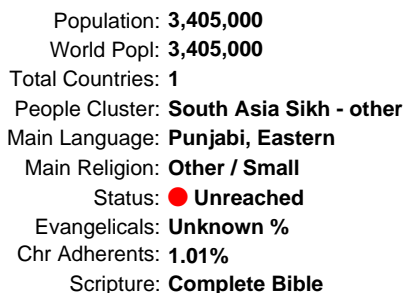 Population: 3,405,000
World Popl: 3,405,000
Total Countries: 1
People Cluster: South Asia Sikh - other
Main Language: Punjabi, Eastern
Main Religion: Other / Small
Status: Unreached
Evangelicals: Unknown %
Chr Adherents: 1.01%
Scripture: Complete Bible